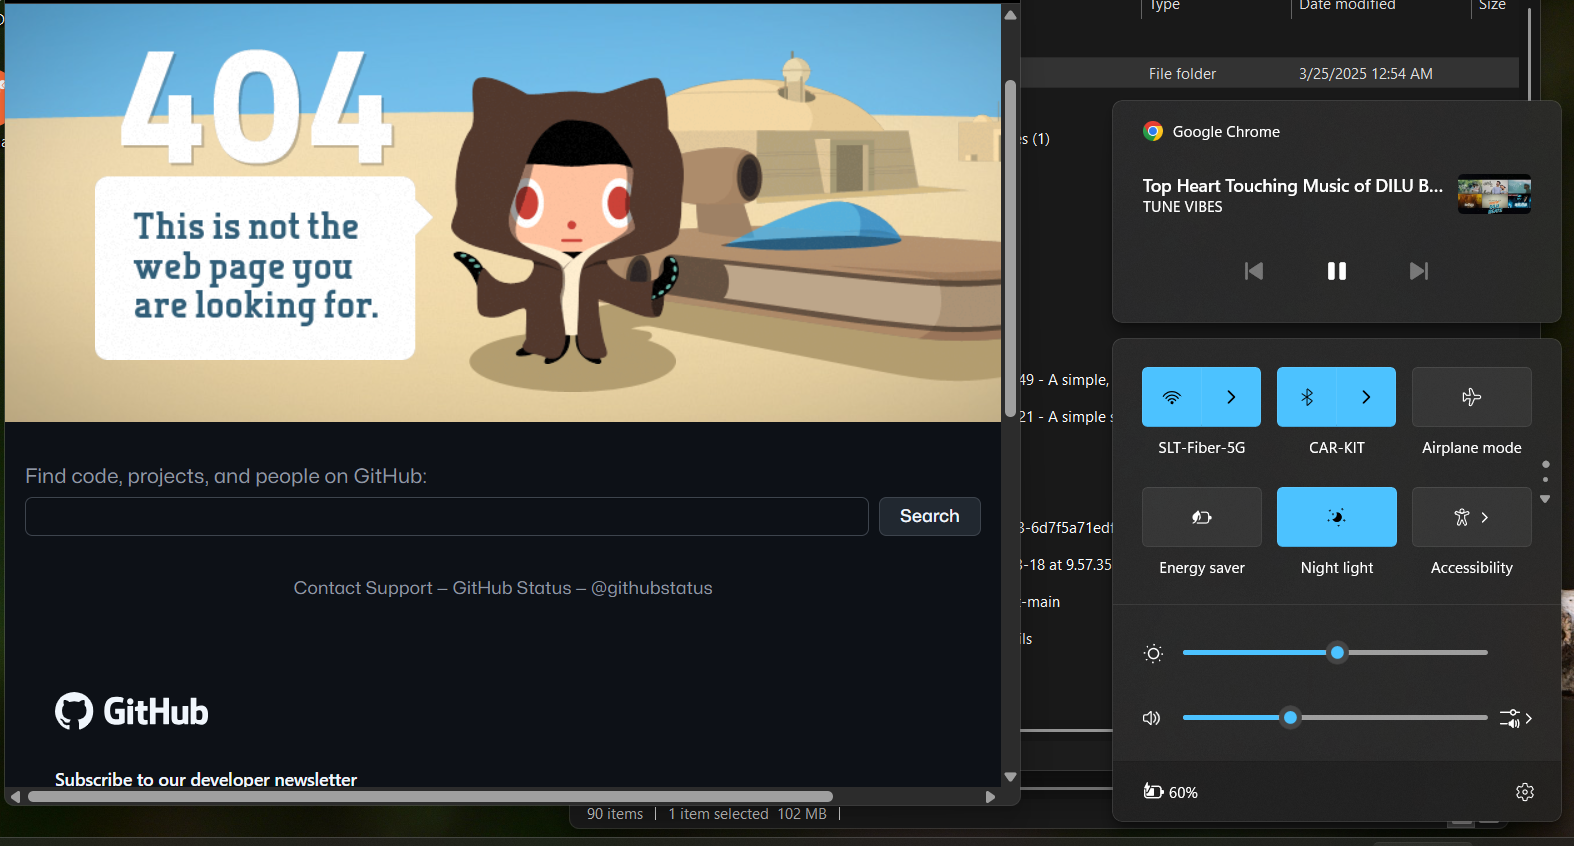 404
This is not the
web page you
are looking for.
Find code, projects, and people on GitHub:
Search
Contact Support — GitHub Status — @githubstatus
GitHub
Subscribe to our developer newsletter
Type
Date modified
Size
File folder
3/25/2025 12:54 AM
(1)
49 - A simple,
21 - A simple
3-6d7f5a71ed
-18 at 9.57.35
-main
ils
90 items
1 item selected 102 MB
Google Chrome
Top Heart Touching Music of DILU B...
TUNE VIBES
SLT-Fiber-5G
CAR-KIT
Airplane mode
Energy saver
Night light
Accessibility
60%